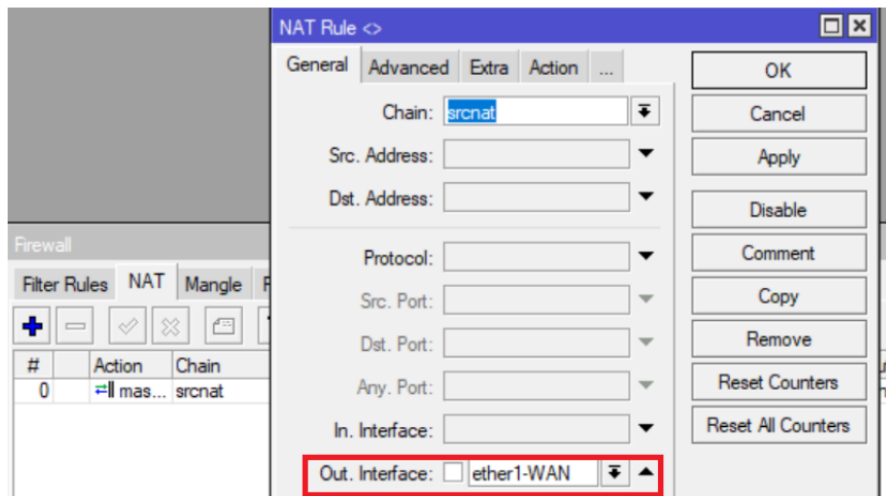 NAT Rule <>
General Advanced Extra Action ...
Chain: srcnat
Src. Address:
Dst. Address:
Protocol:
Src. Port:
Dst. Port:
Any. Port:
In. Interface:
Out. Interface: ether1-WAN
OK
Cancel
Apply
Disable
Comment
Copy
Remove
Reset Counters
Reset All Counters
Firewall
Filter Rules NAT Mangle
# Action Chain
0 mas... srcnat